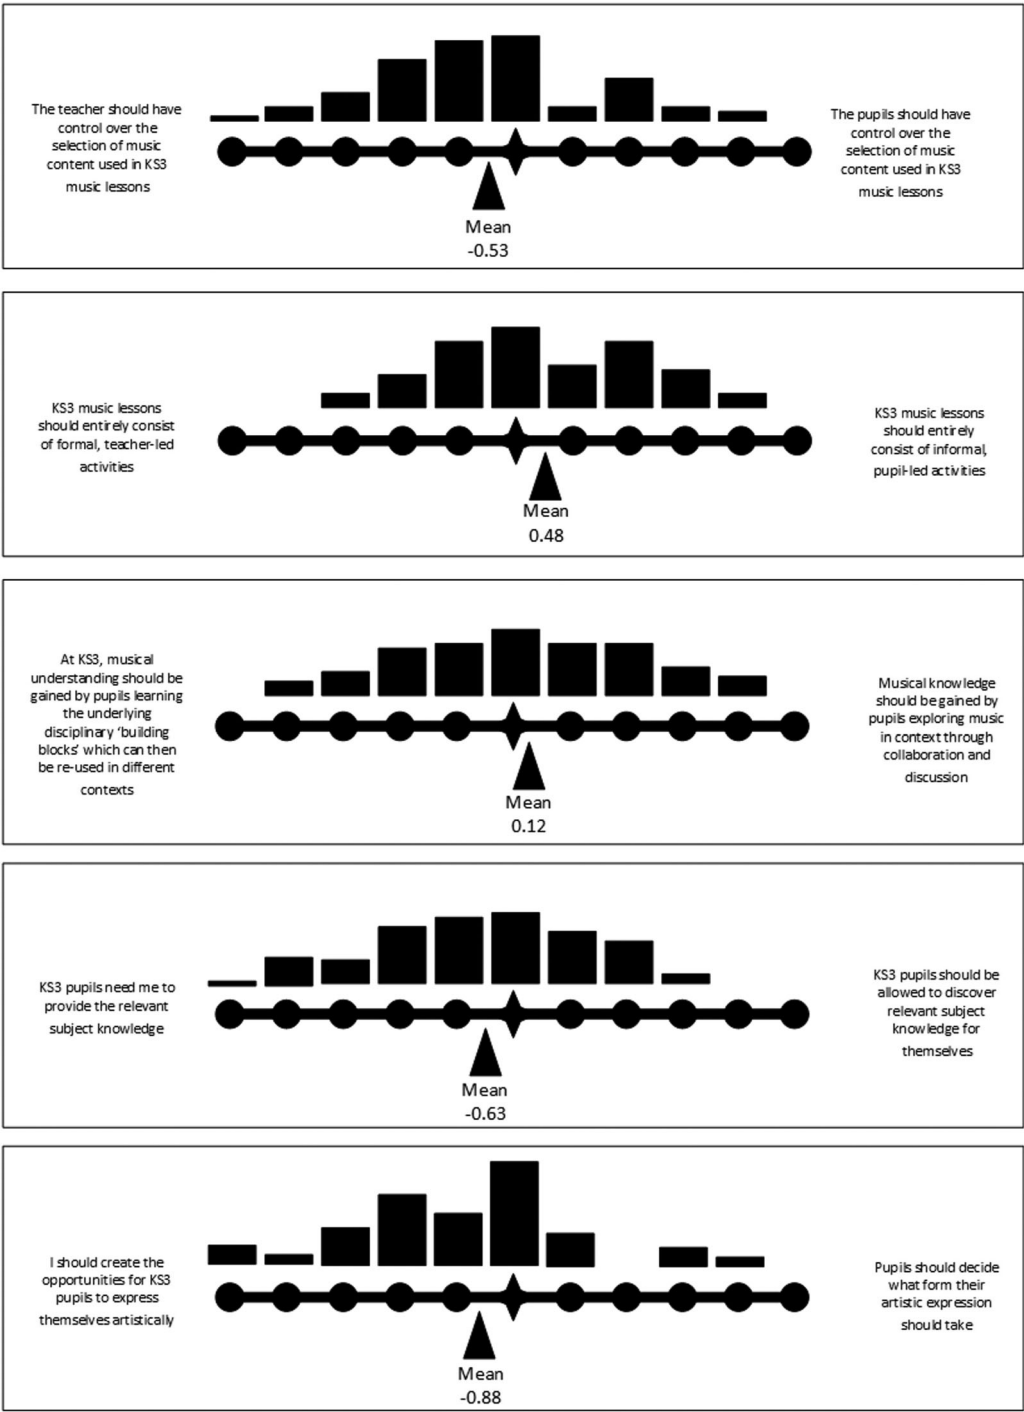 The teacher should have
control over the
selection of music
content used in KS3
music lessons
The pupils should have
control over the
selection of music
content used in KS3
music lessons
Mean
-0.53
KS3 music lessons
should entirely consist
of formal, teacher-led
activities
KS3 music lessons
should entirely
consist of informal,
pupil-led activities
Mean
0.48
At KS3, musical
understanding should be
gained by pupils learning
the underlying
disciplinary ‘building
blocks’ which can then
be re-used in different
contexts
Musical knowledge
should be gained by
pupils exploring music
in context through
collaboration and
discussion
Mean
0.12
KS3 pupils need me to
provide the relevant
subject knowledge
KS3 pupils should be
allowed to discover
relevant subject
knowledge for
themselves
Mean
-0.63
I should create the
opportunities for KS3
pupils to express
themselves artistically
Pupils should decide
what form their
artistic expression
should take
Mean
-0.88